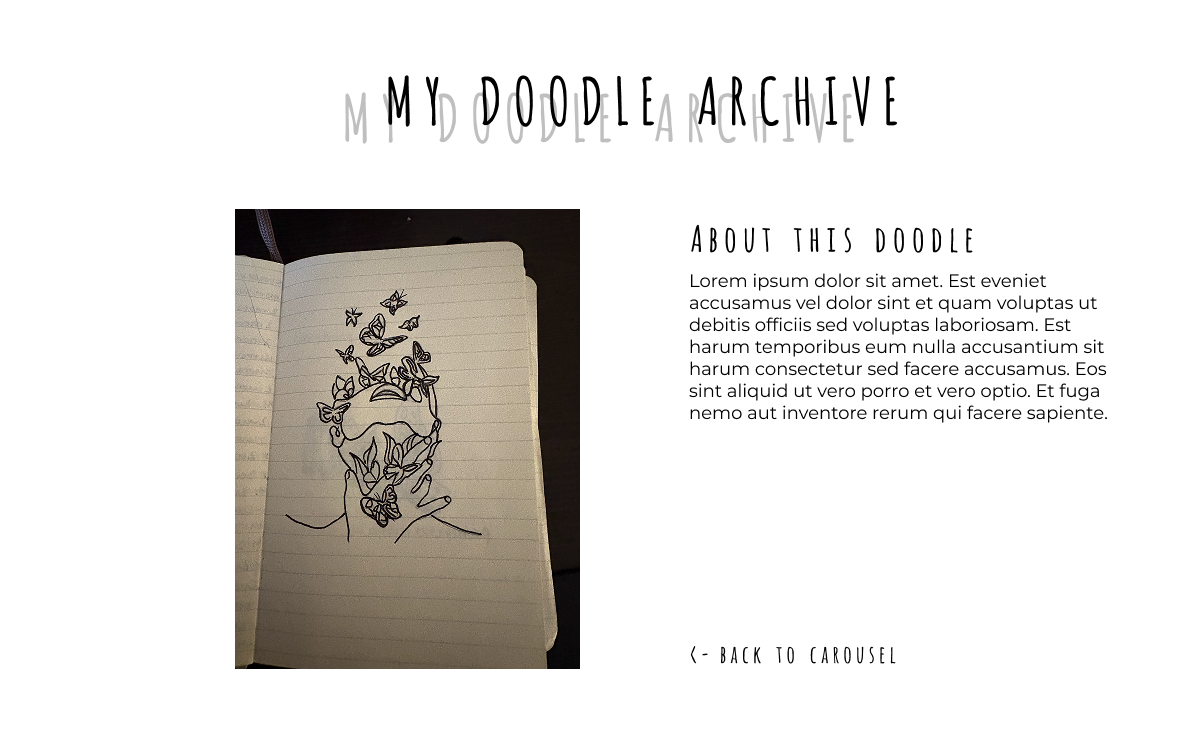 MY DOODLE ARCHIVE
ABOUT THIS DOODLE
Lorem ipsum dolor sit amet. Est eveniet
accusamus vel dolor sint et quam voluptas ut
debitis officiis sed voluptas laboriosam. Est
harum temporibus eum nulla accusantium sit
harum consectetur sed facere accusamus. Eos
sint aliquid ut vero porro et vero optio. Et fuga
nemo aut inventore rerum qui facere sapiente.
<- BACK TO CAROUSEL